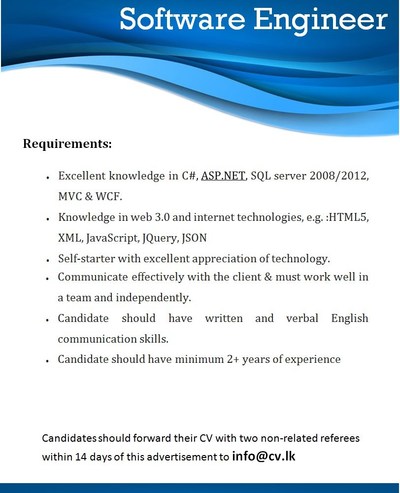 Software Engineer
Requirements:
• Excellent knowledge in C#, ASP.NET, SQL server 2008/2012,
MVC & WCF.
• Knowledge in web 3.0 and internet technologies, e.g. :HTML5,
XML, JavaScript, JQuery, JSON
• Self-starter with excellent appreciation of technology.
• Communicate effectively with the client & must work well in
a team and independently.
• Candidate should have written and verbal English
communication skills.
• Candidate should have minimum 2+ years of experience
Candidates should forward their CV with two non-related referees
within 14 days of this advertisement to info@cv.lk